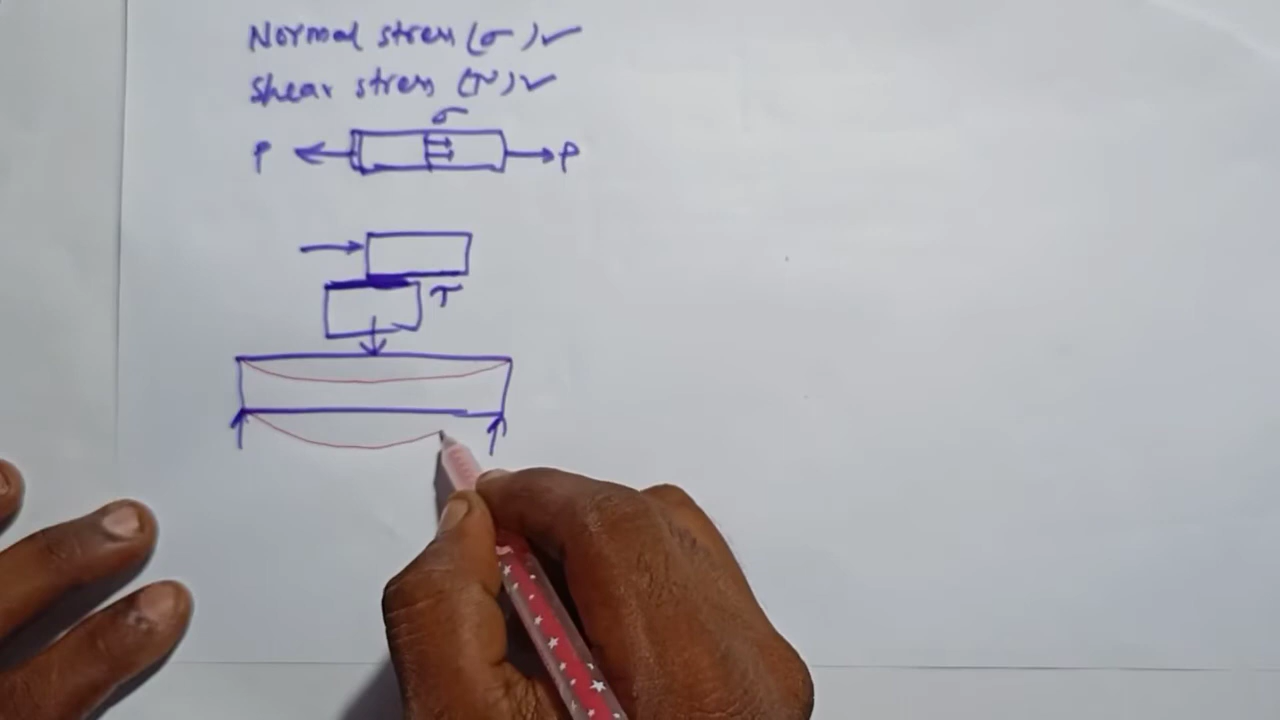 Normal stress (σ) ✓
Shear stress (τ) ✓
σ
P P
τ